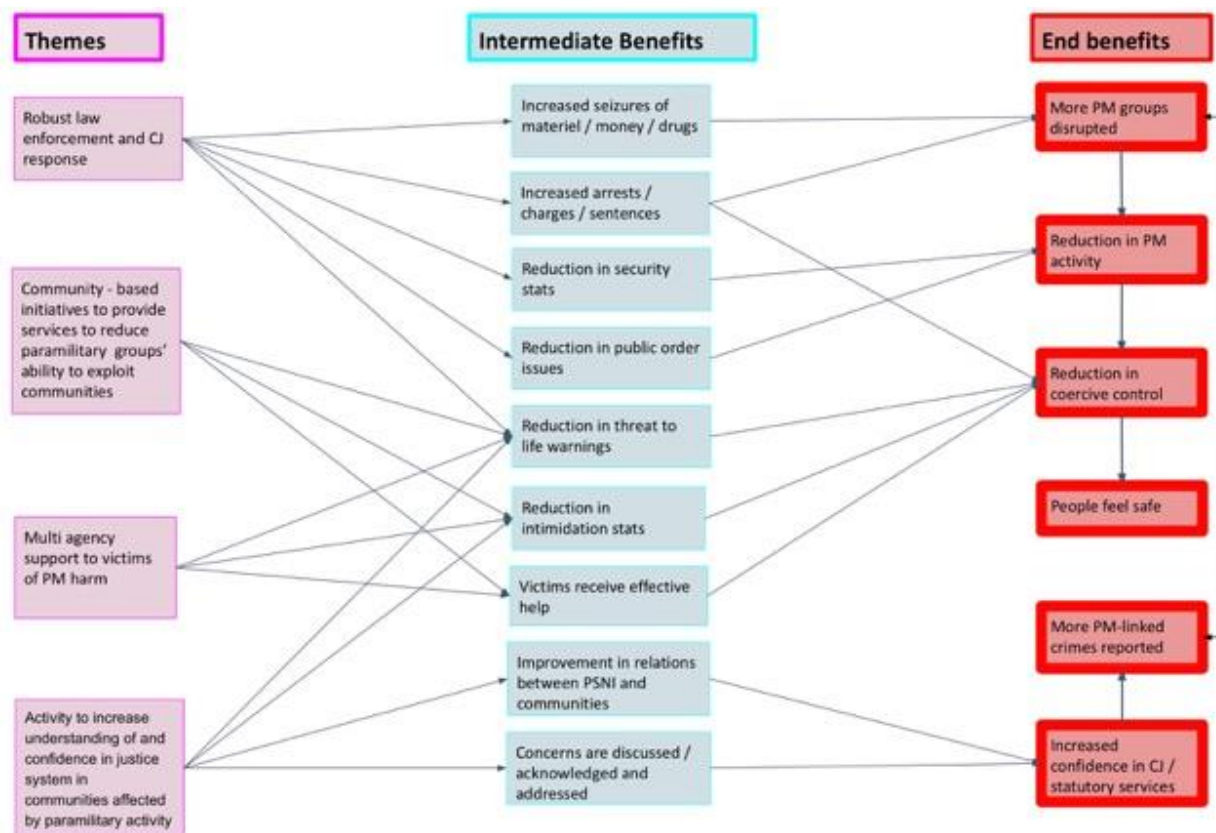 Themes
Intermediate Benefits
End benefits
Robust law
enforcement and CJ
response
Community - based
initiatives to provide
services to reduce
paramilitary groups'
ability to exploit
communities
Multi agency
support to victims
of PM harm
Activity to increase
understanding of and
confidence in justice
system in
communities affected
by paramilitary activity
Increased seizures of
materiel / money / drugs
Increased arrests /
charges / sentences
Reduction in security
stats
Reduction in public order
issues
Reduction in threat to
life warnings
Reduction in
intimidation stats
Victims receive effective
help
Improvement in relations
between PSNI and
communities
Concerns are discussed /
acknowledged and
addressed
More PM groups
disrupted
Reduction in PM
activity
Reduction in
coercive control
People feel safe
More PM-linked
crimes reported
Increased
confidence in CJ /
statutory services